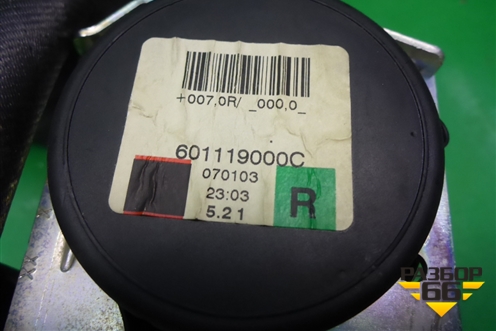 +007,0R/ _000,0_
601119000C
070103
23:03
5.21
R
РАЗБОР
66